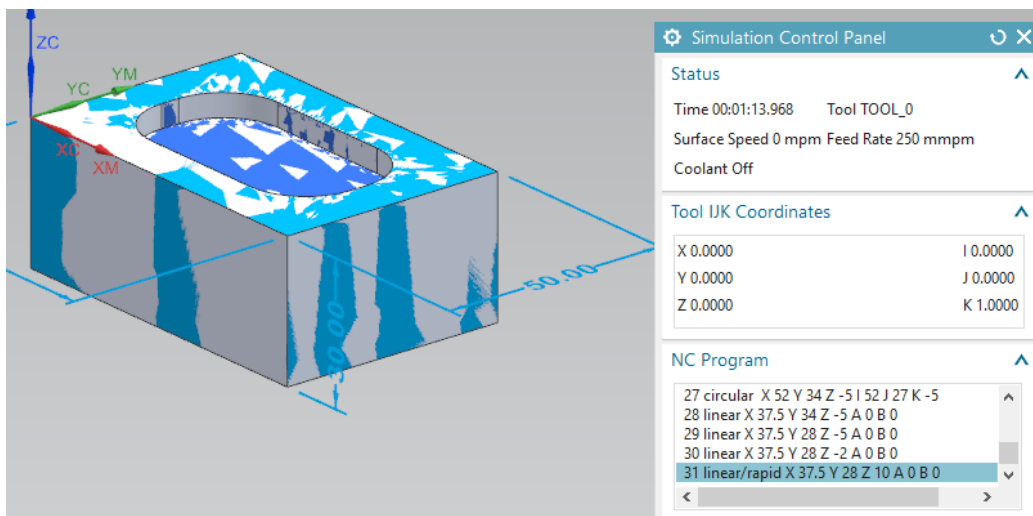 ZC
YC
YM
XC
XM
50.00
30.00
Simulation Control Panel
Status
Time 00:01:13.968 Tool TOOL_0
Surface Speed 0 mpm Feed Rate 250 mmpm
Coolant Off
Tool IJK Coordinates
X 0.0000 I 0.0000
Y 0.0000 J 0.0000
Z 0.0000 K 1.0000
NC Program
27 circular X 52 Y 34 Z -5 I 52 J 27 K -5
28 linear X 37.5 Y 34 Z -5 A 0 B 0
29 linear X 37.5 Y 28 Z -5 A 0 B 0
30 linear X 37.5 Y 28 Z -2 A 0 B 0
31 linear/rapid X 37.5 Y 28 Z 10 A 0 B 0